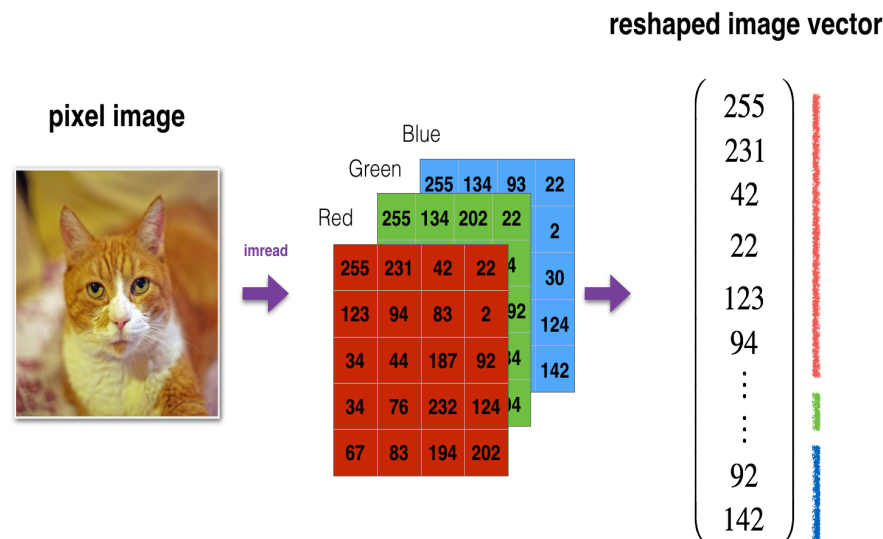 reshaped image vector
pixel image
imread
Blue
255 134 93 22
2
30
124
142
Green
255 134 202 22
Red
255 231 42 22
123 94 83 2
34 44 187 92
34 76 232 124
67 83 194 202
255
231
42
22
123
94
⋮
⋮
92
142